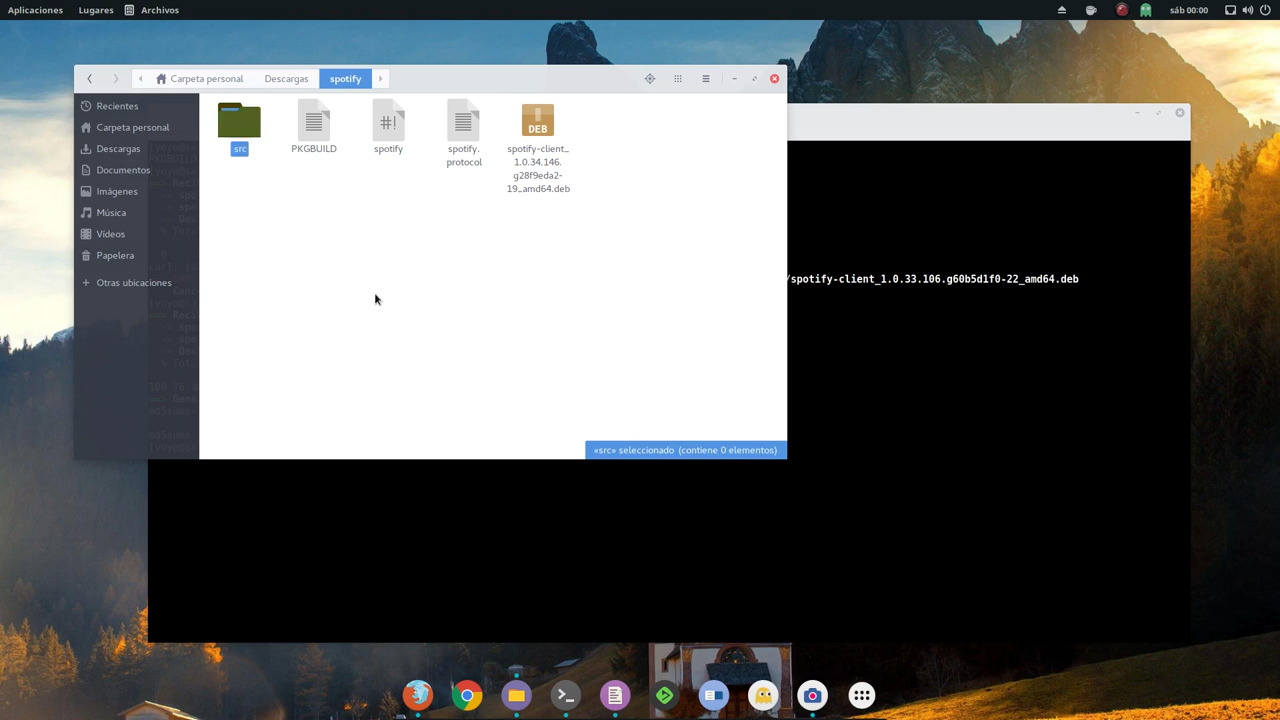 Aplicaciones Lugares Archivos sáb 00:00
Carpeta personal Descargas spotify
Recientes
Carpeta personal
Descargas
Documentos
Imágenes
Música
Vídeos
Papelera
Otras ubicaciones
src
PKGBUILD
spotify
spotify.
protocol
DEB
spotify-client_
1.0.34.146.
g28f9eda2-
19_amd64.deb
#!
«src» seleccionado (contiene 0 elementos)
/spotify-client_1.0.33.106.g60b5d1f0-22_amd64.deb